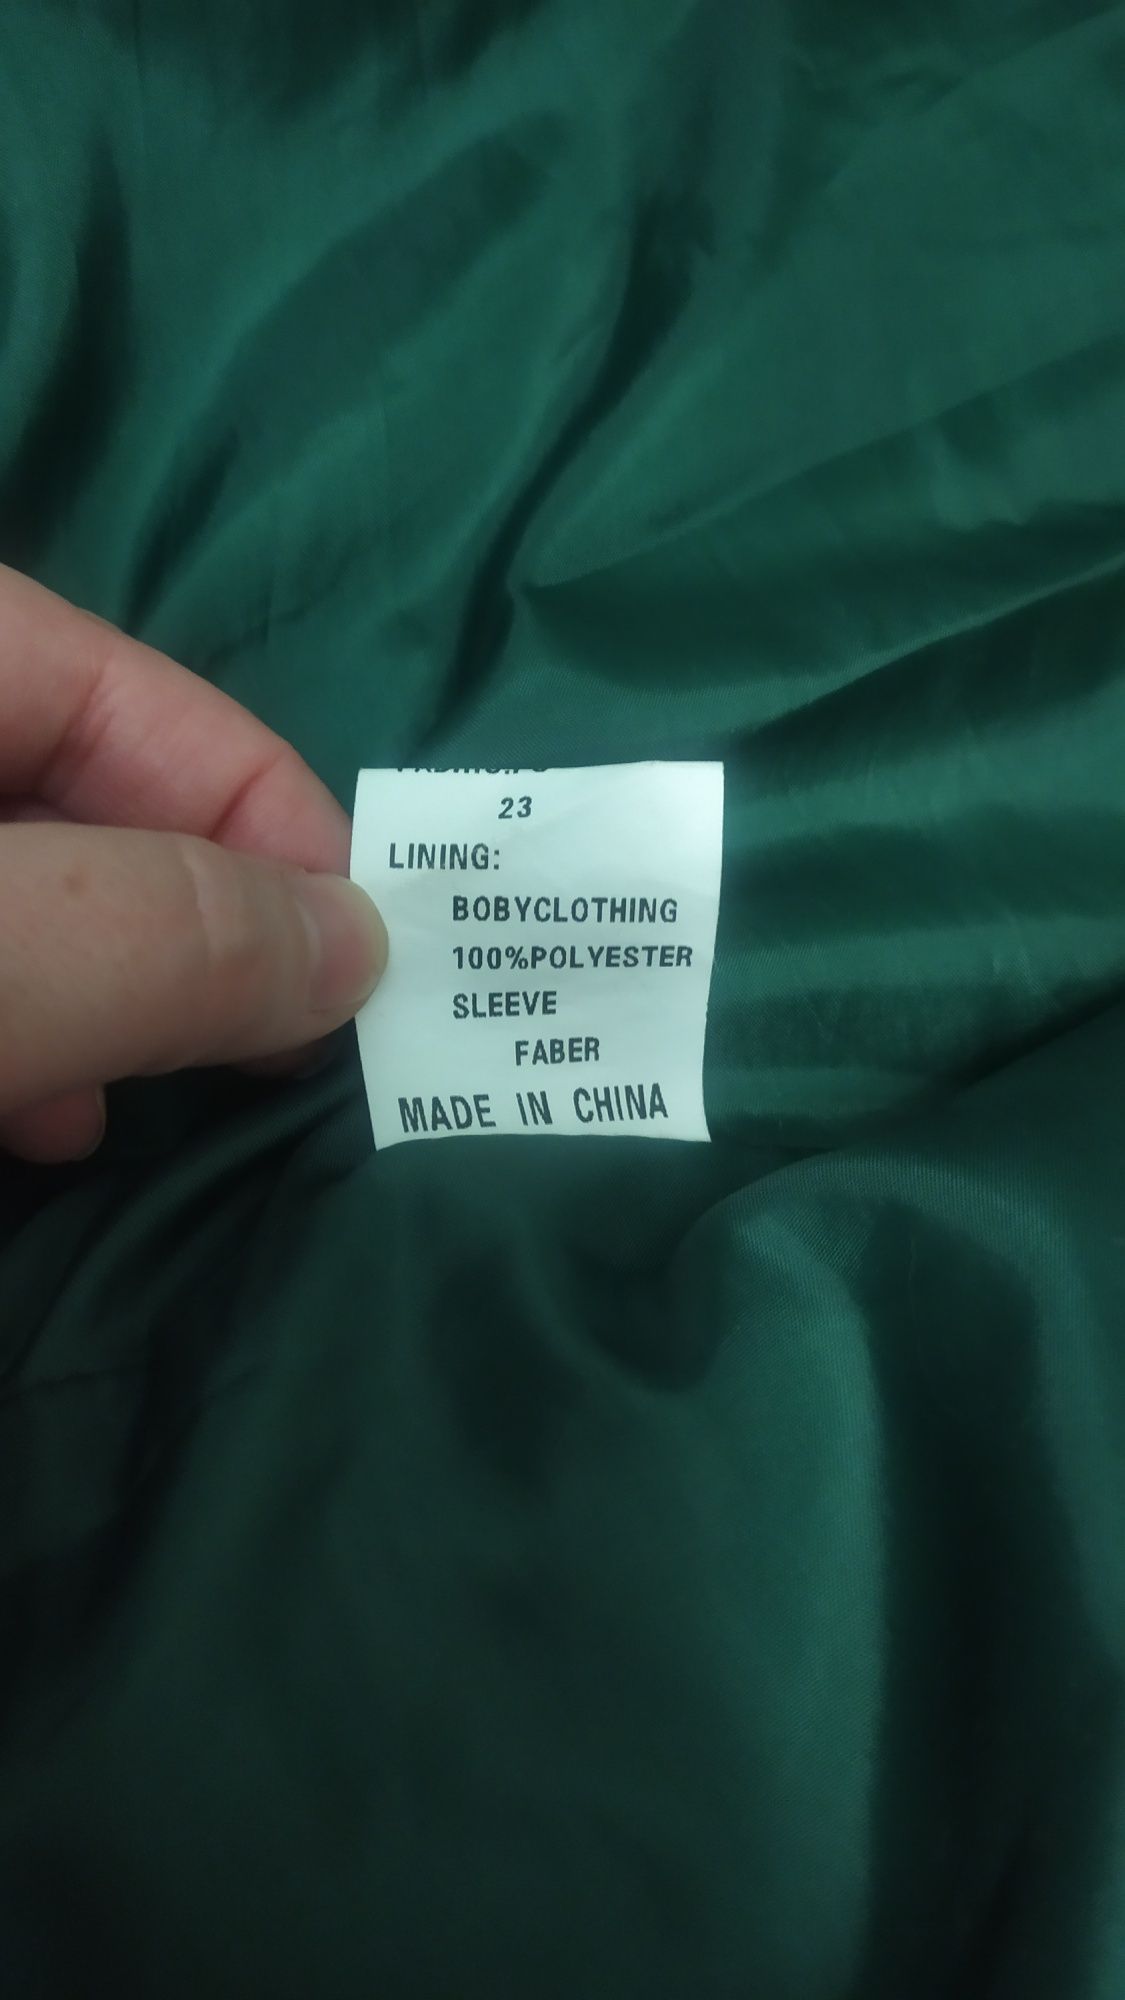 23
LINING:
BOBYCLOTHING
100%POLYESTER
SLEEVE
FABER
MADE IN CHINA